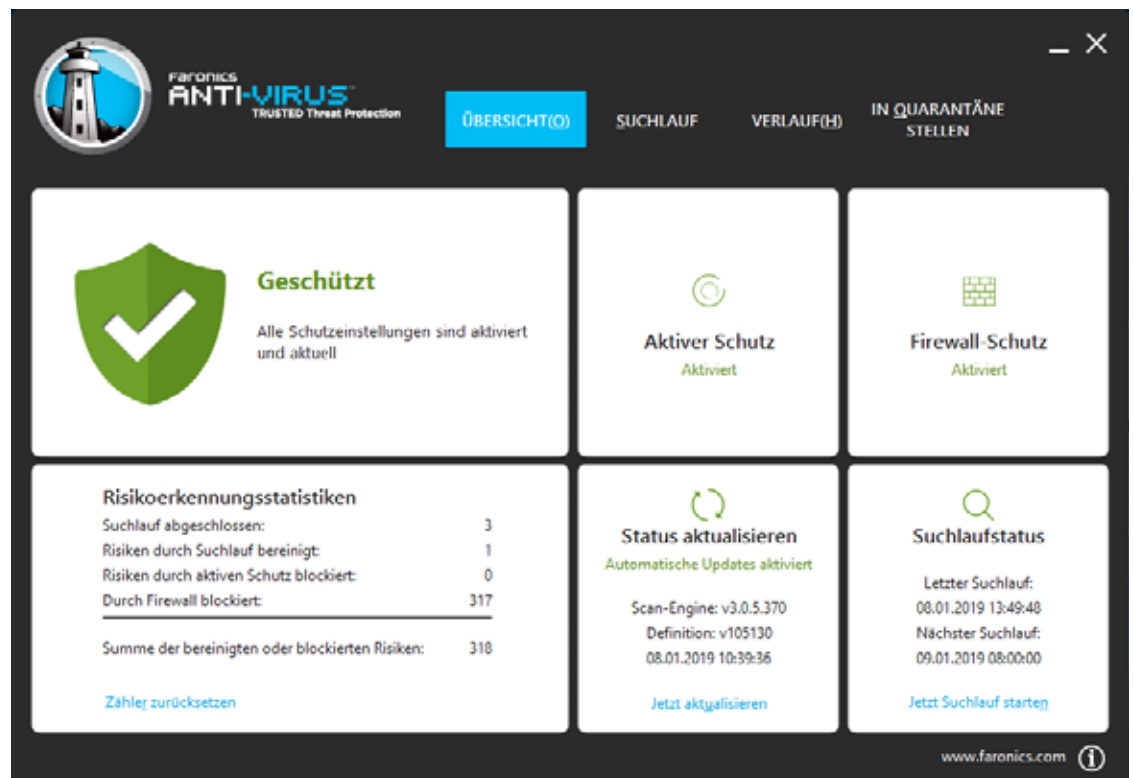 Faronics
ANTI-VIRUS™
TRUSTED Threat Protection
ÜBERSICHT(O)
SUCHLAUF
VERLAUF(H)
IN QUARANTÄNE
STELLEN
Geschützt
Alle Schutzeinstellungen sind aktiviert
und aktuell
Aktiver Schutz
Aktiviert
Firewall-Schutz
Aktiviert
Risikoerkennungsstatistiken
Suchlauf abgeschlossen: 3
Risiken durch Suchlauf bereinigt: 1
Risiken durch aktiven Schutz blockiert: 0
Durch Firewall blockiert: 317
Summe der bereinigten oder blockierten Risiken: 318
Zähler zurücksetzen
Status aktualisieren
Automatische Updates aktiviert
Scan-Engine: v3.0.5.370
Definition: v105130
08.01.2019 10:39:36
Jetzt aktualisieren
Suchlaufstatus
Letzter Suchlauf:
08.01.2019 13:49:48
Nächster Suchlauf:
09.01.2019 08:00:00
Jetzt Suchlauf starten
www.faronics.com